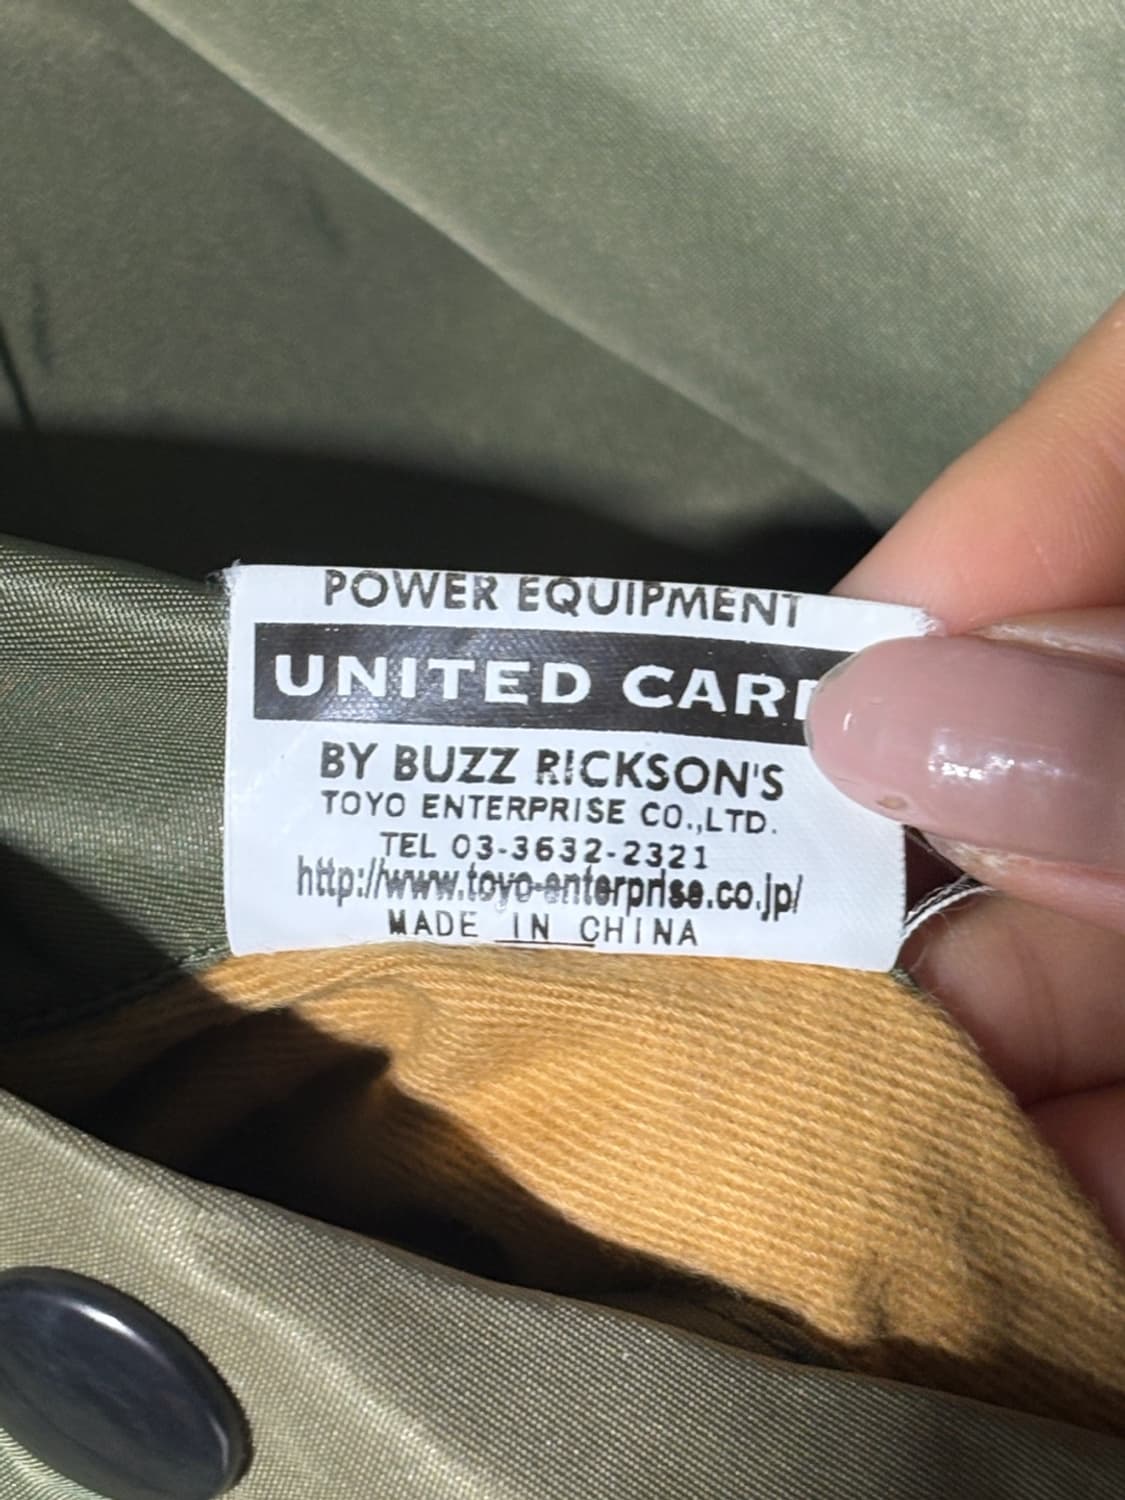 POWER EQUIPMENT
UNITED CARR
BY BUZZ RICKSON'S
TOYO ENTERPRISE CO.,LTD.
TEL 03-3632-2321
http://www.toyo-enterprise.co.jp/
MADE IN CHINA